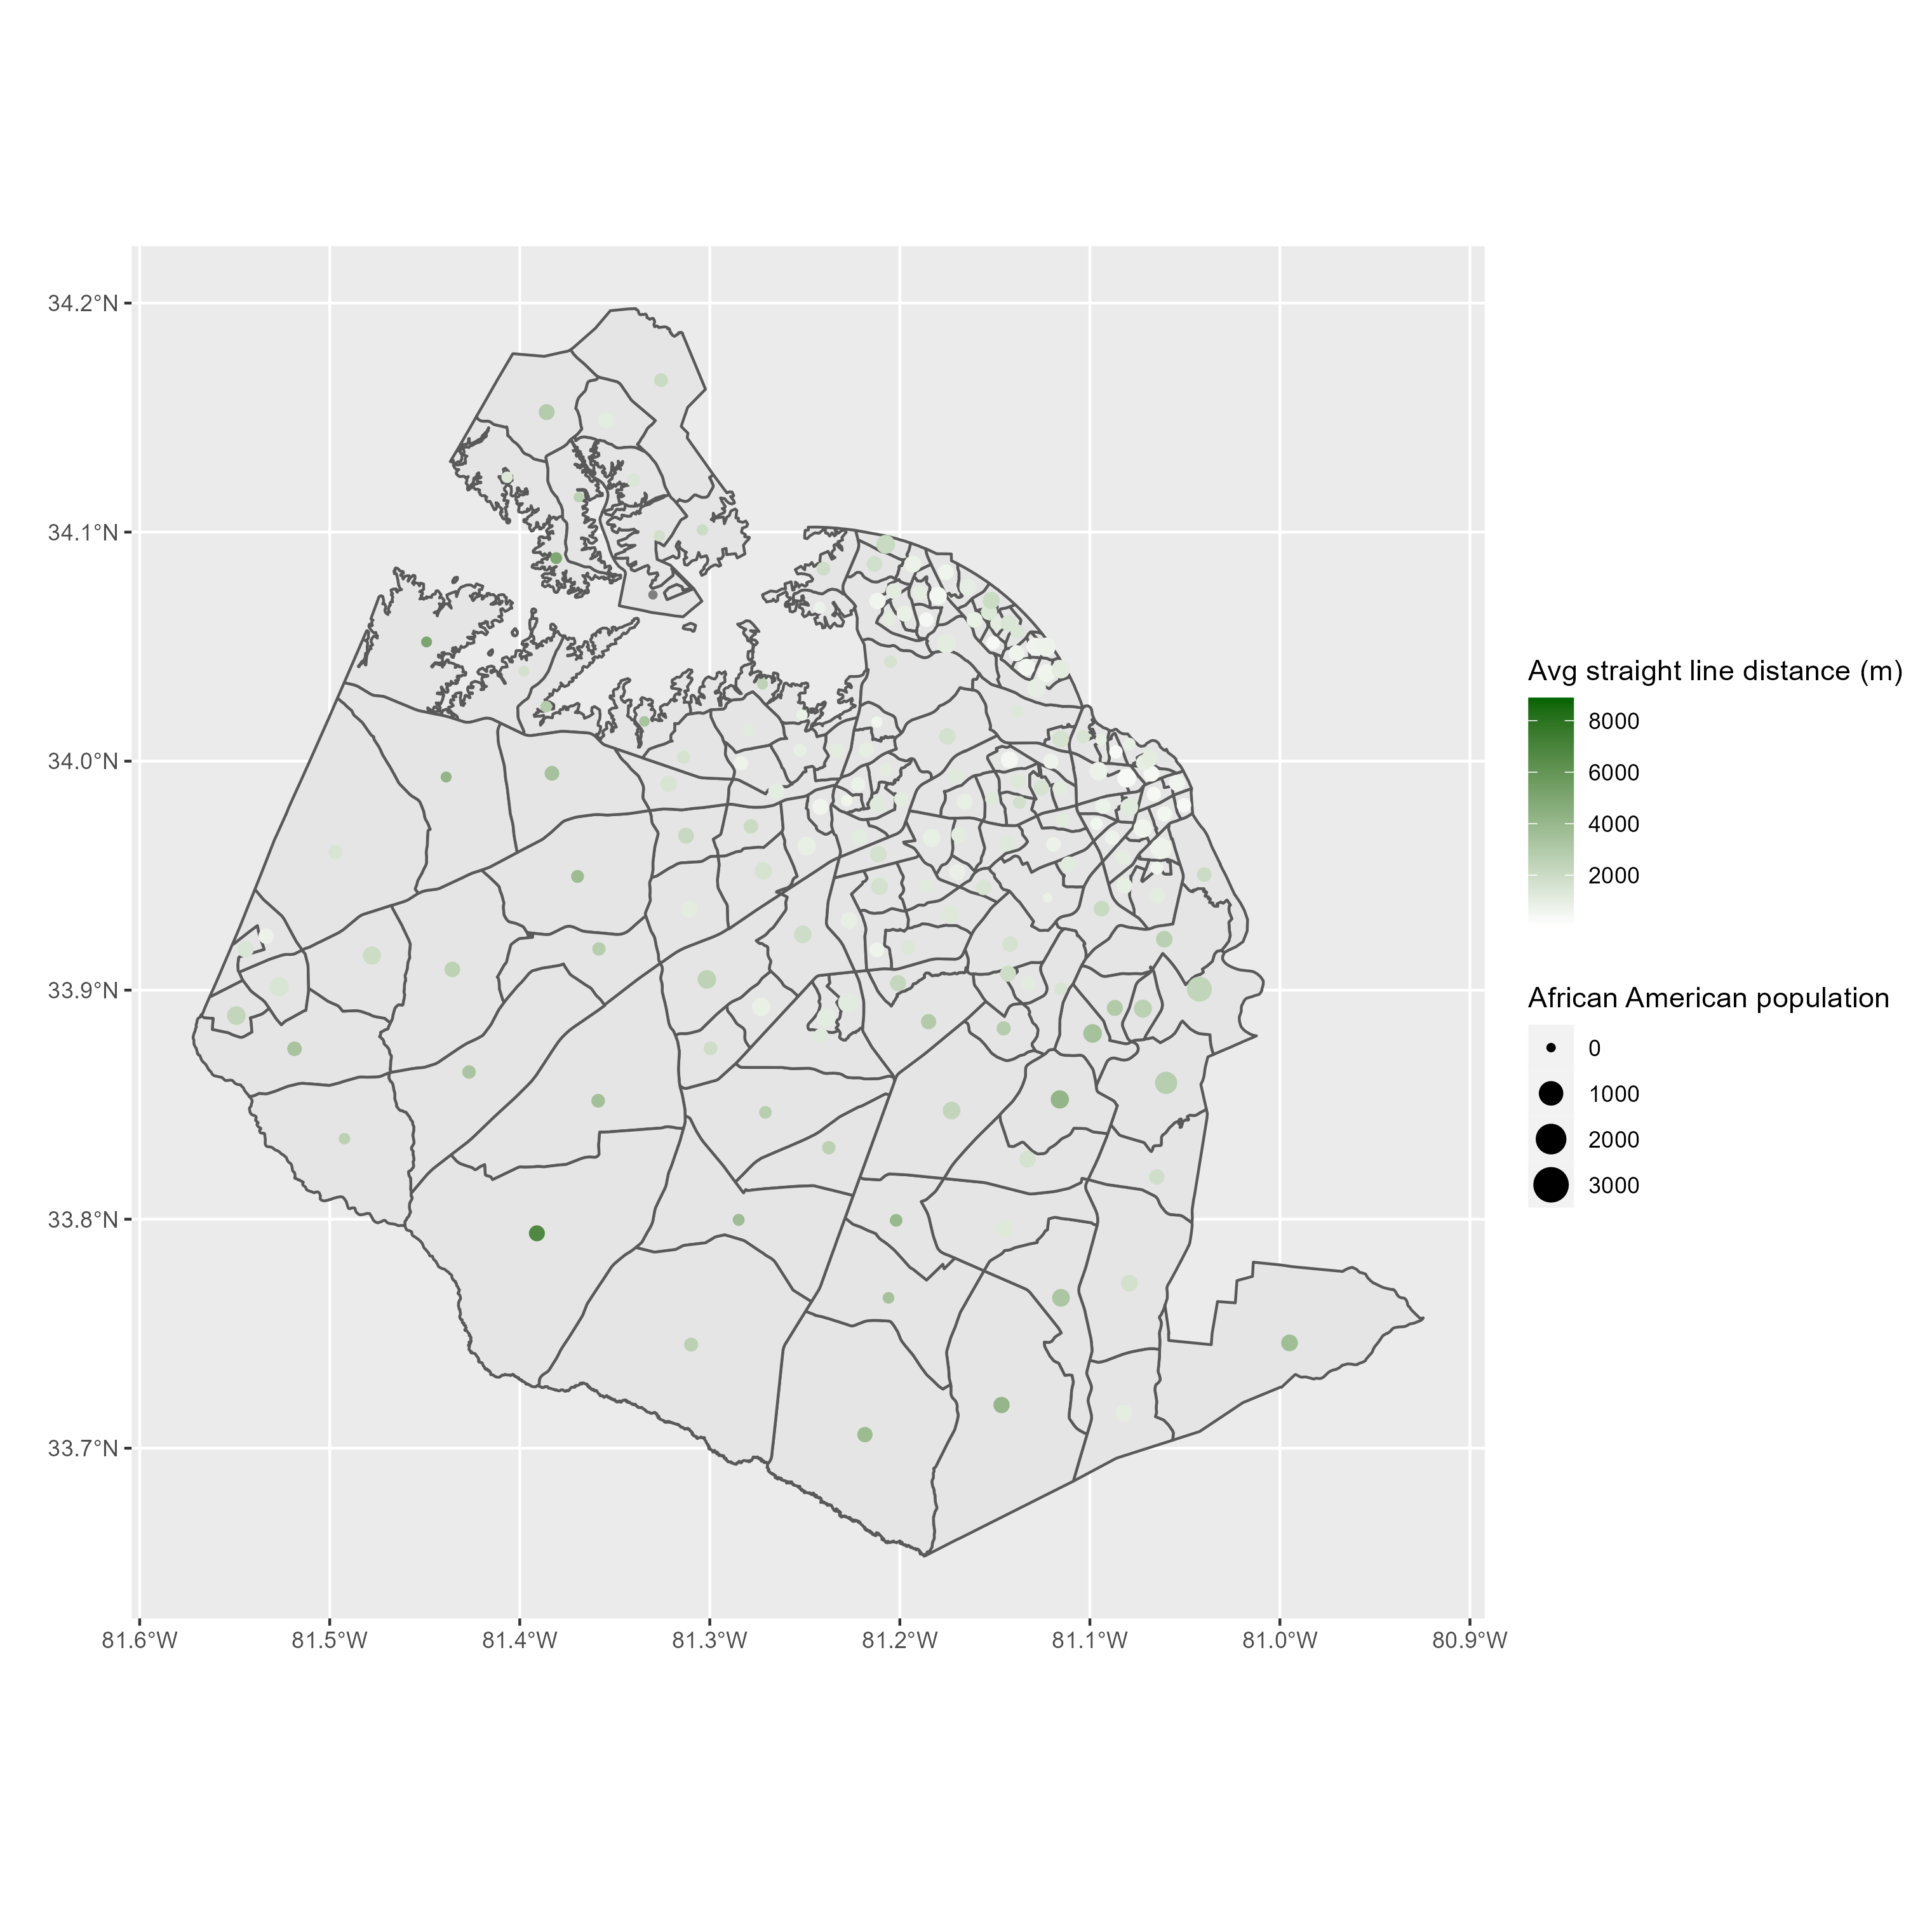 34.2°N
34.1°N
34.0°N
33.9°N
33.8°N
33.7°N
81.6°W
81.5°W
81.4°W
81.3°W
81.2°W
81.1°W
81.0°W
80.9°W
Avg straight line distance (m)
8000
6000
4000
2000
African American population
0
1000
2000
3000